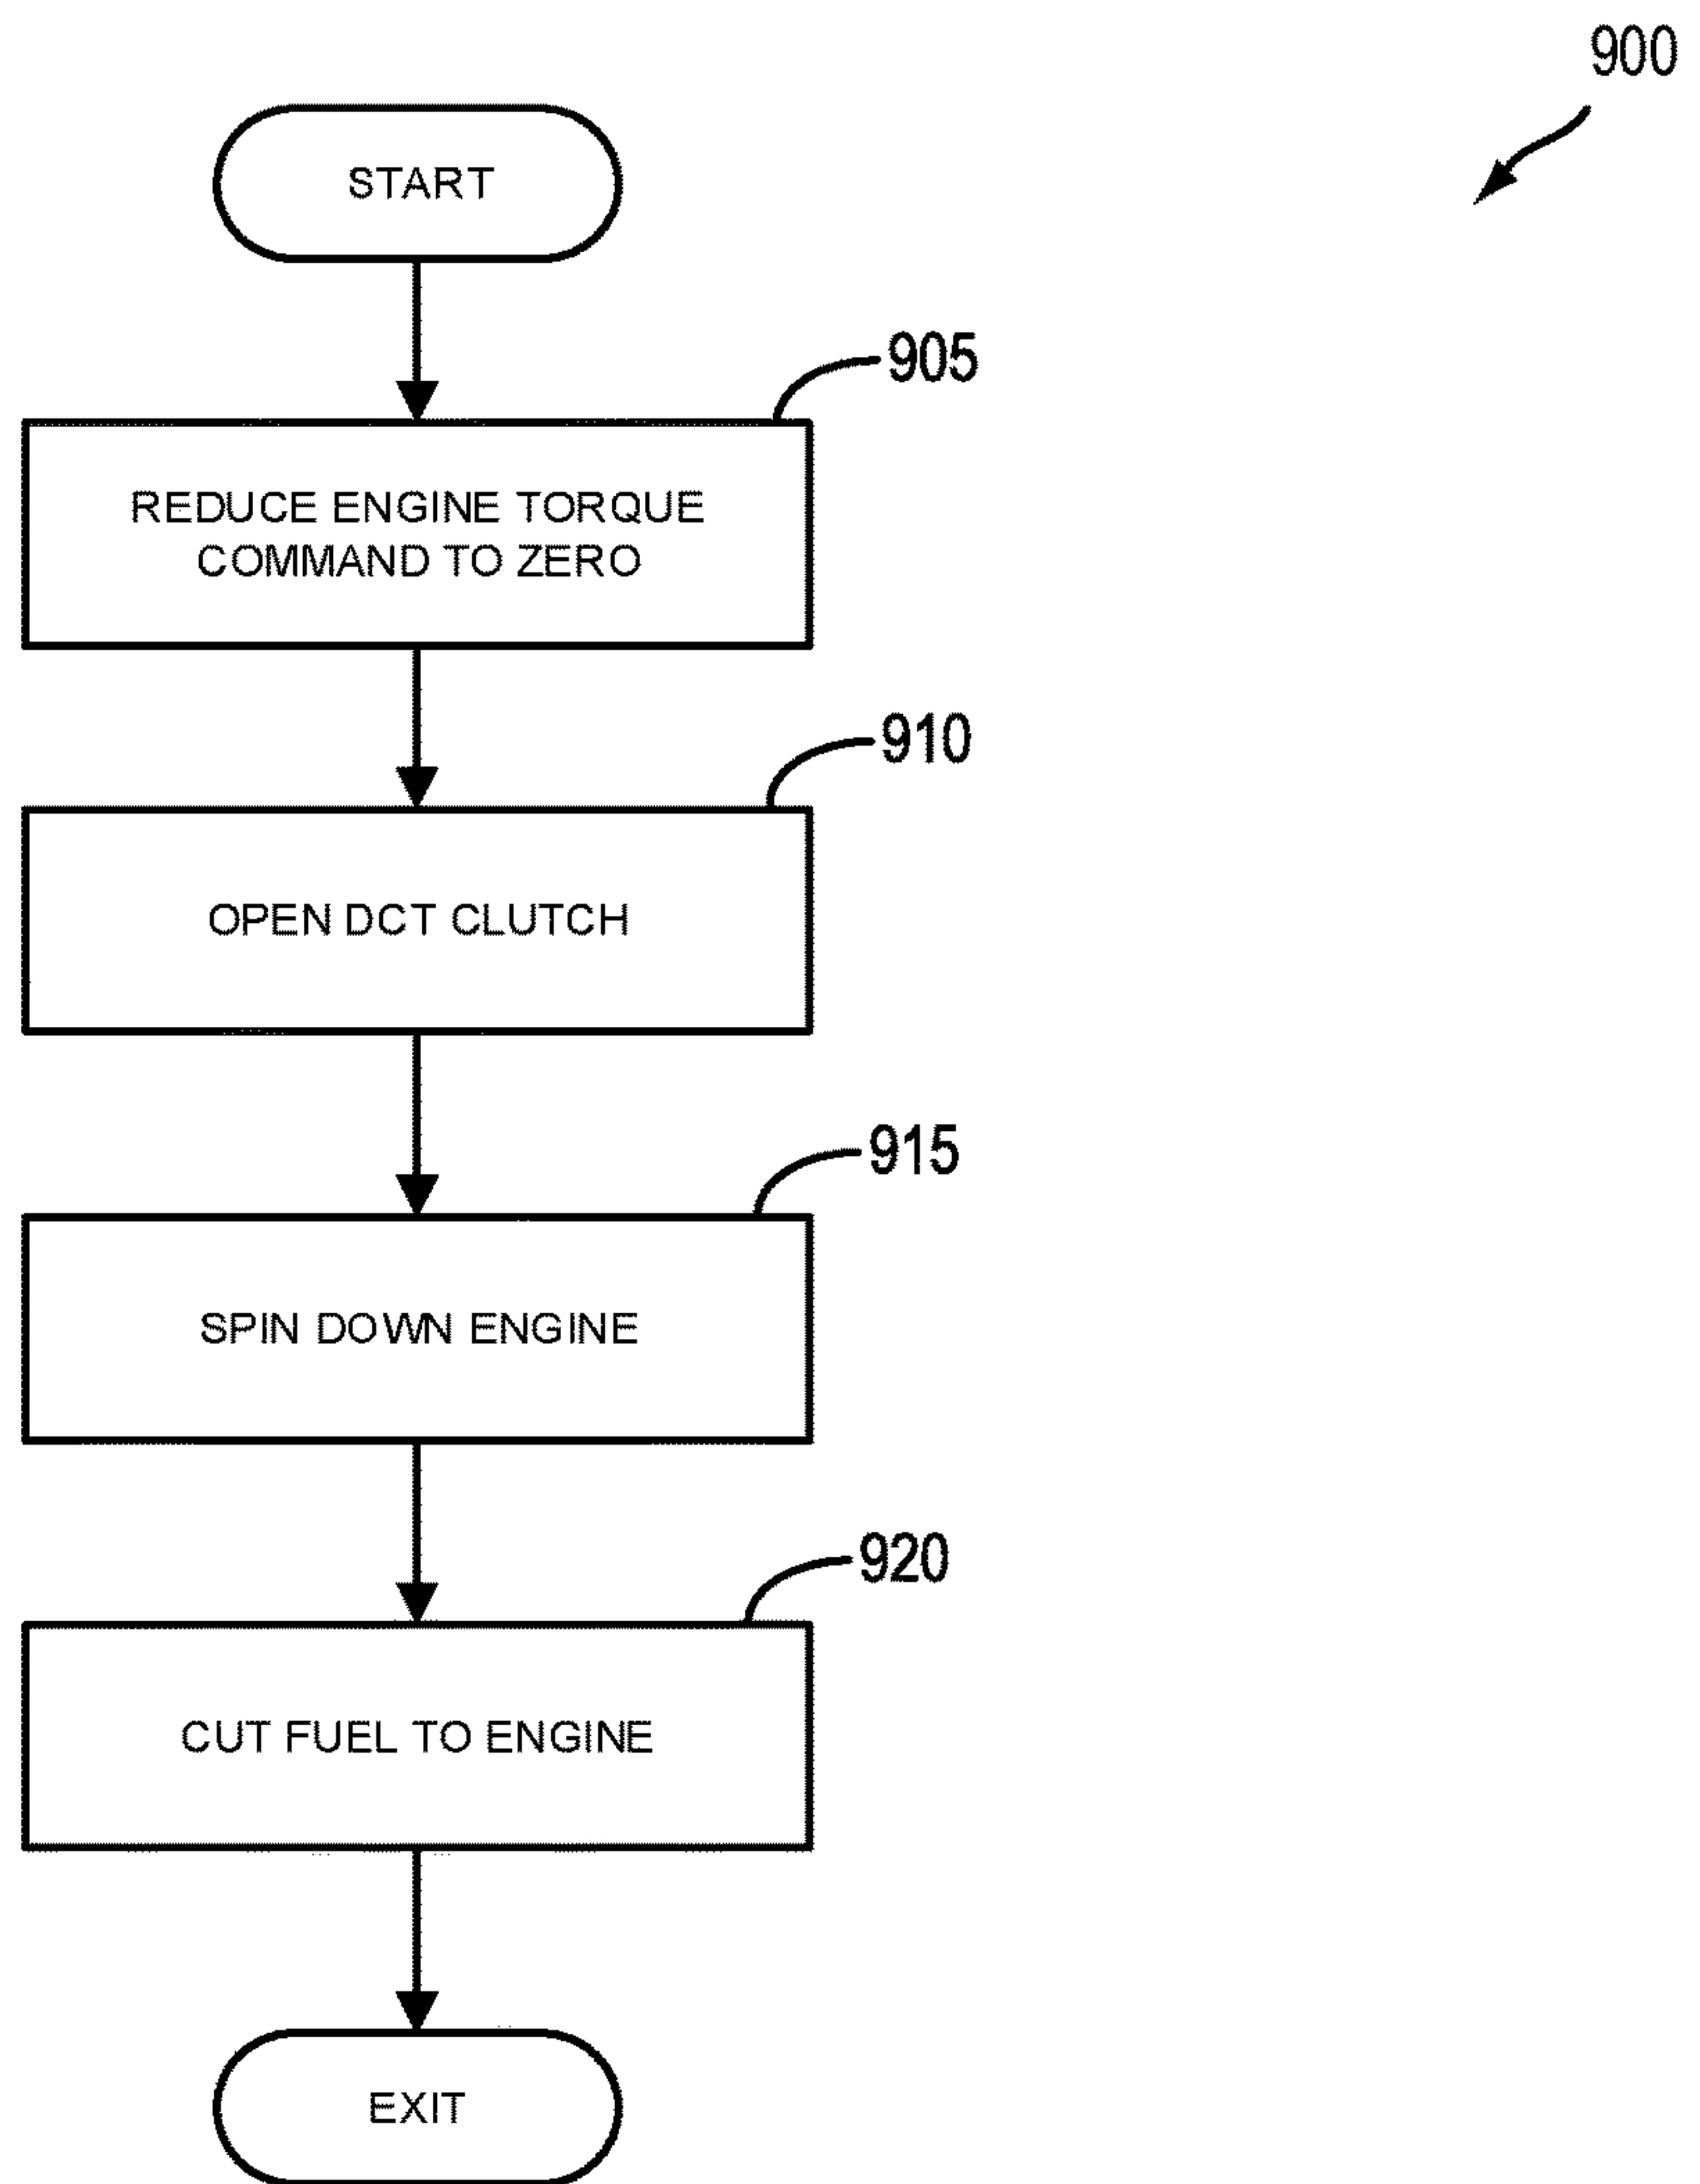 900
START
905
REDUCE ENGINE TORQUE
COMMAND TO ZERO
910
OPEN DCT CLUTCH
915
SPIN DOWN ENGINE
920
CUT FUEL TO ENGINE
EXIT